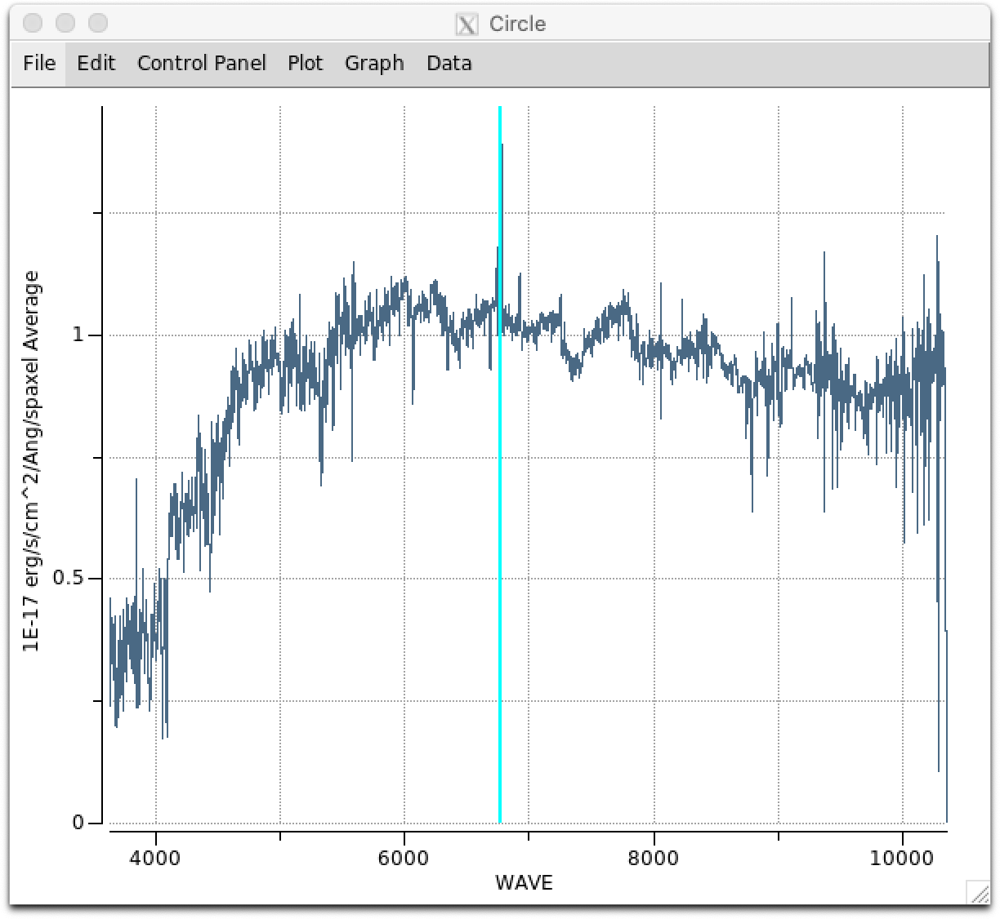 Circle
File Edit Control Panel Plot Graph Data
1E-17 erg/s/cm^2/Ang/spaxel Average
1
0.5
0
4000 6000 8000 10000
WAVE